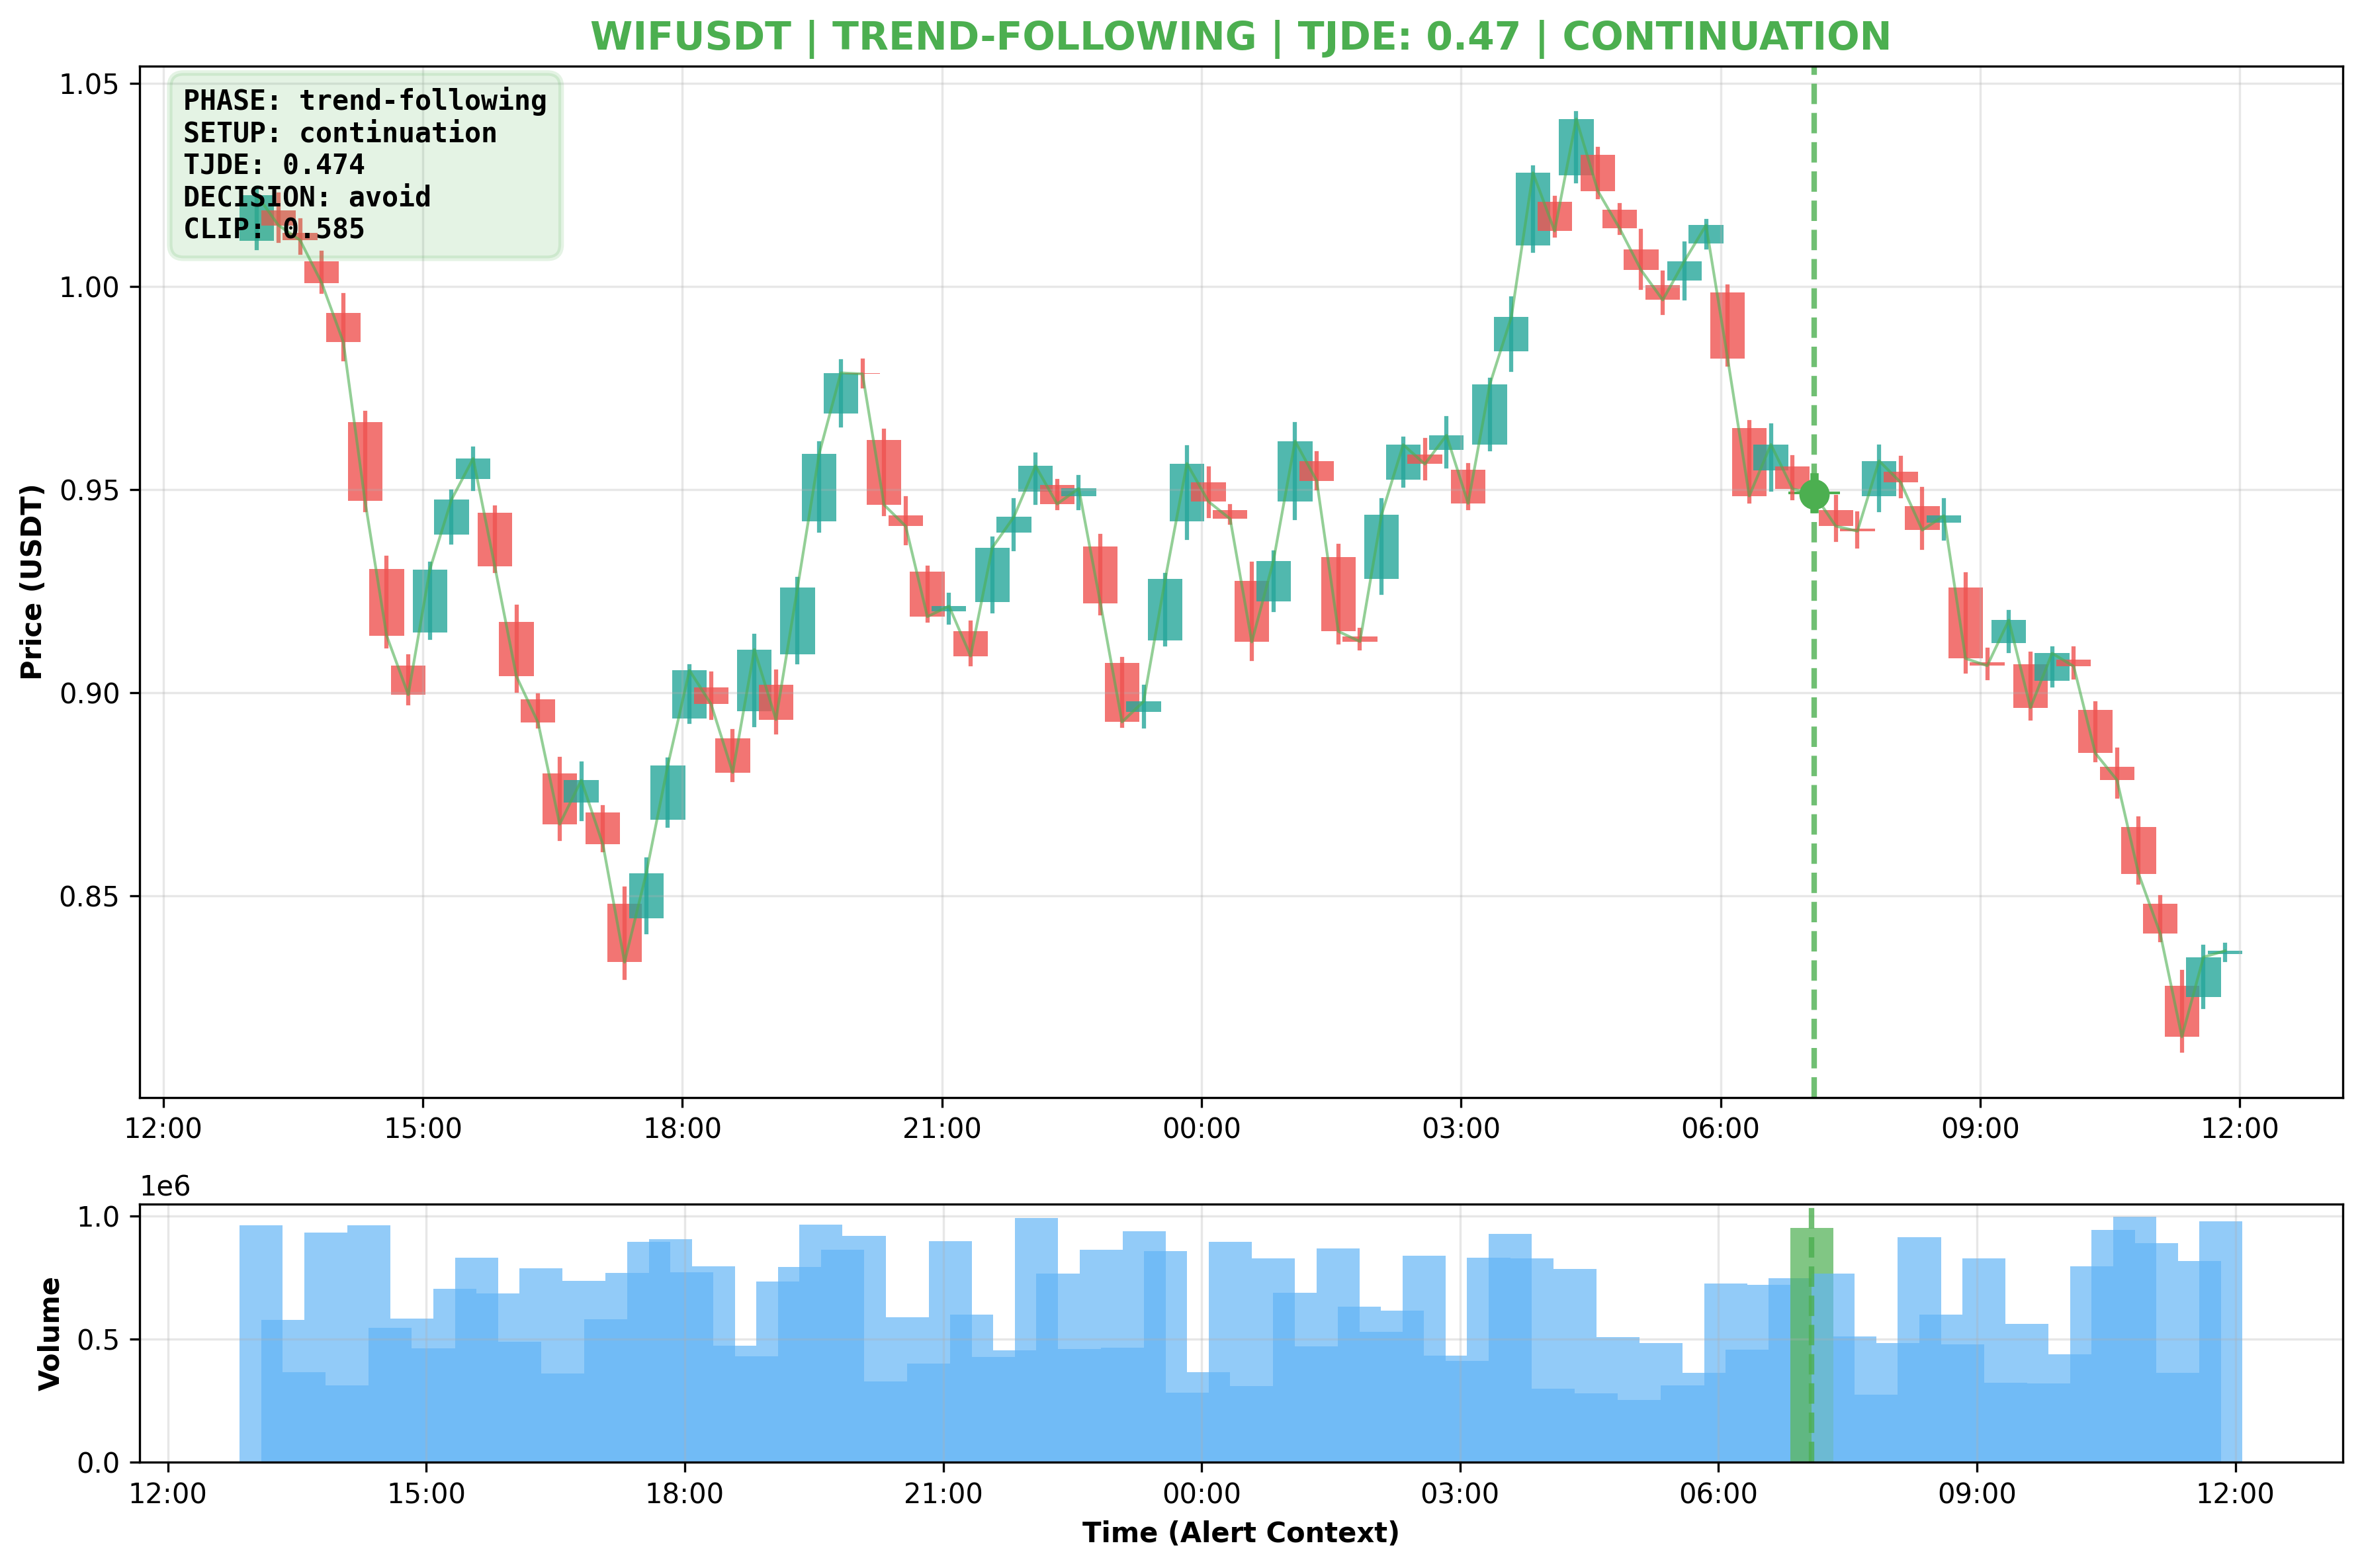 WIFUSDT | TREND-FOLLOWING | TJDE: 0.47 | CONTINUATION
PHASE: trend-following
SETUP: continuation
TJDE: 0.474
DECISION: avoid
CLIP: 0.585
Price (USDT)
1.05
1.00
0.95
0.90
0.85
12:00 15:00 18:00 21:00 00:00 03:00 06:00 09:00 12:00
1e6
Volume
1.0
0.5
0.0
12:00 15:00 18:00 21:00 00:00 03:00 06:00 09:00 12:00
Time (Alert Context)